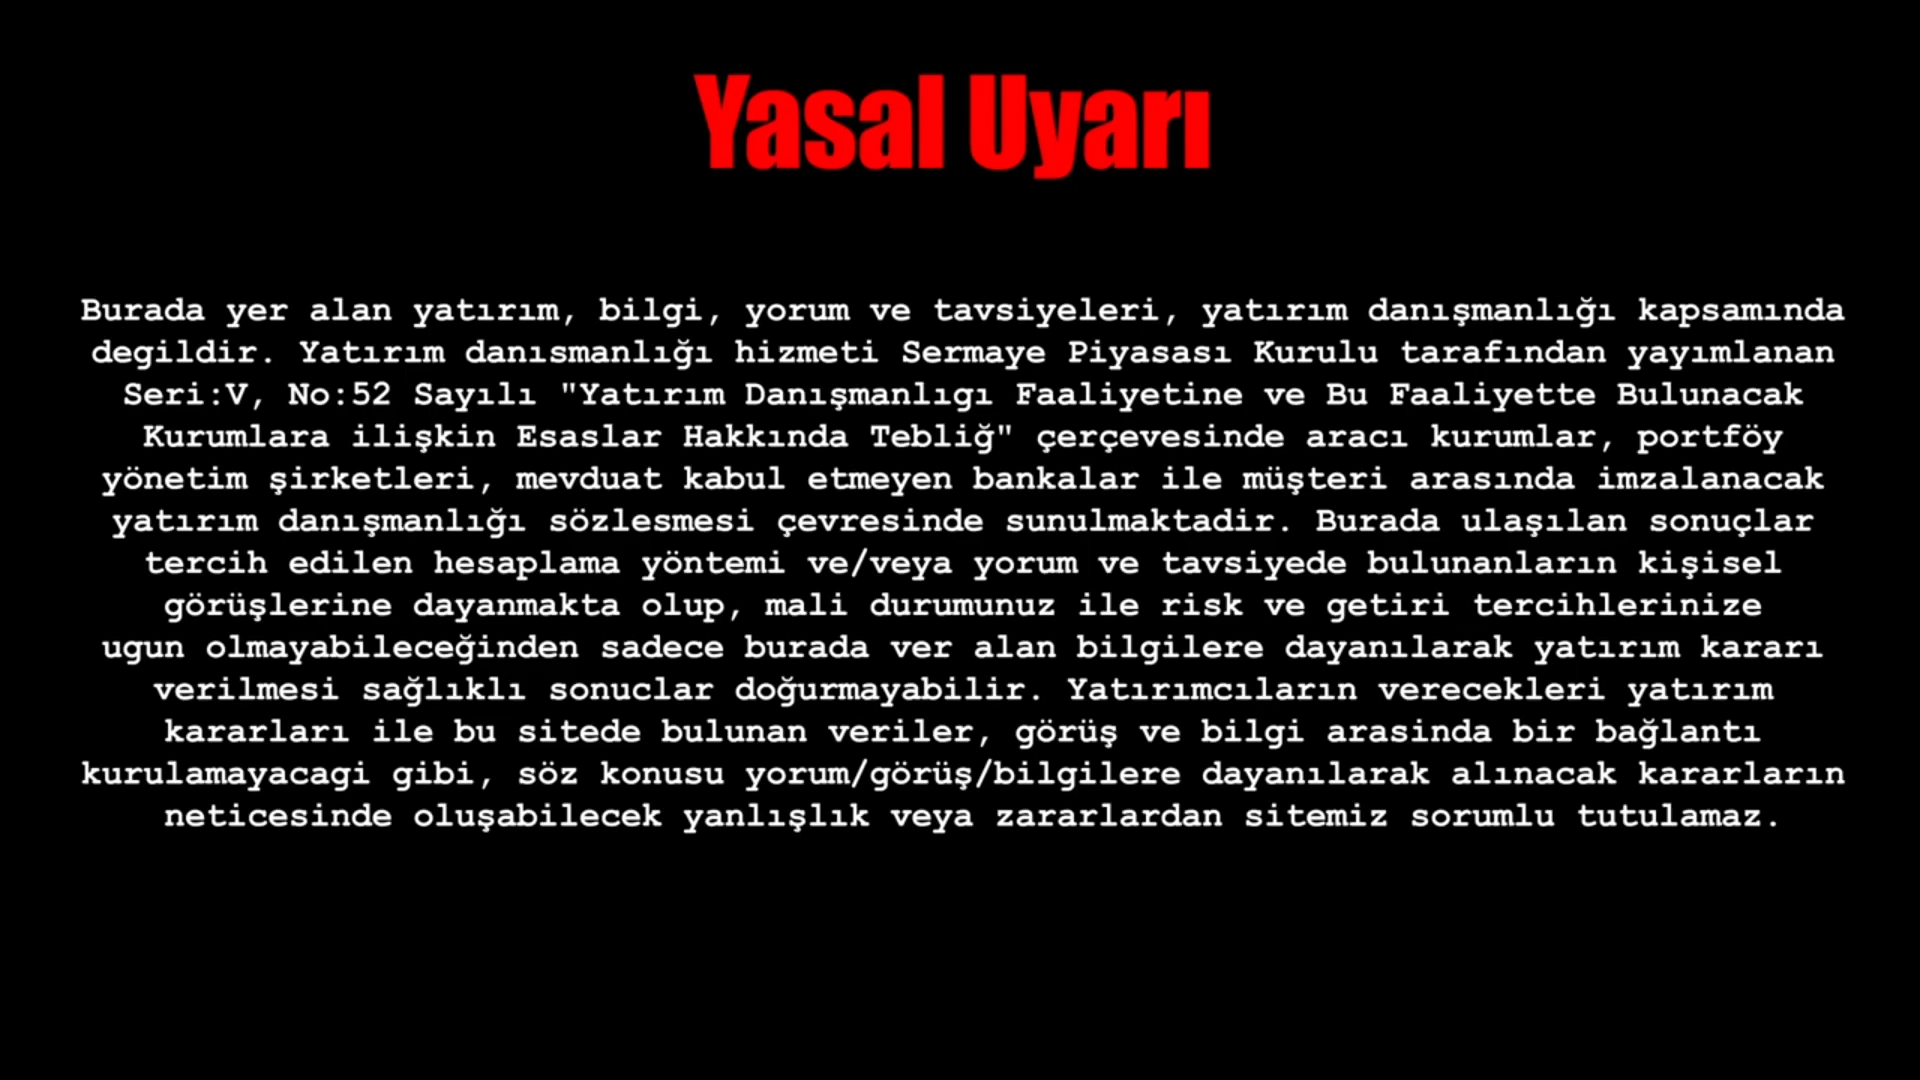 Yasal Uyarı
Burada yer alan yatırım, bilgi, yorum ve tavsiyeleri, yatırım danışmanlığı kapsamında
degildir. Yatırım danısmanlığı hizmeti Sermaye Piyasası Kurulu tarafından yayımlanan
Seri:V, No:52 Sayılı "Yatırım Danışmanlıgı Faaliyetine ve Bu Faaliyette Bulunacak
Kurumlara ilişkin Esaslar Hakkında Tebliğ" çerçevesinde aracı kurumlar, portföy
yönetim şirketleri, mevduat kabul etmeyen bankalar ile müşteri arasında imzalanacak
yatırım danışmanlığı sözlesmesi çevresinde sunulmaktadir. Burada ulaşılan sonuçlar
tercih edilen hesaplama yöntemi ve/veya yorum ve tavsiyede bulunanların kişisel
görüşlerine dayanmakta olup, mali durumunuz ile risk ve getiri tercihlerinize
ugun olmayabileceğinden sadece burada ver alan bilgilere dayanılarak yatırım kararı
verilmesi sağlıklı sonuclar doğurmayabilir. Yatırımcıların verecekleri yatırım
kararları ile bu sitede bulunan veriler, görüş ve bilgi arasinda bir bağlantı
kurulamayacagi gibi, söz konusu yorum/görüş/bilgilere dayanılarak alınacak kararların
neticesinde oluşabilecek yanlışlık veya zararlardan sitemiz sorumlu tutulamaz.